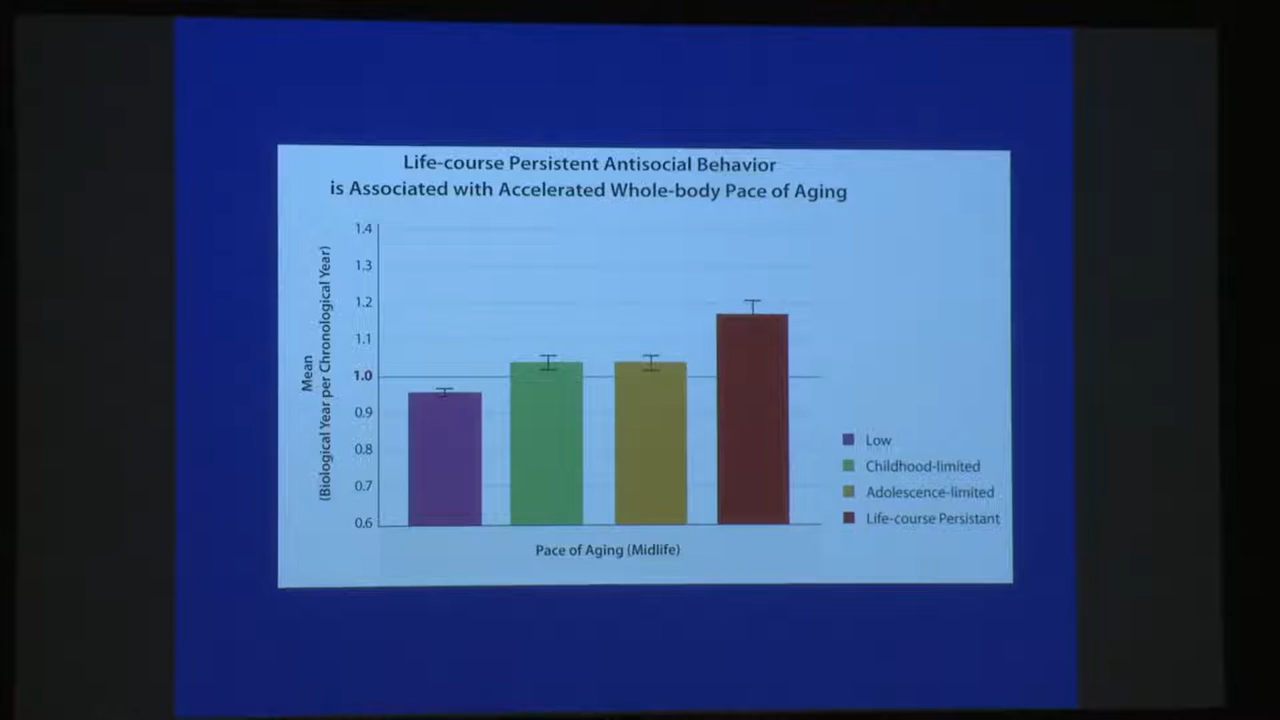 Life-course Persistent Antisocial Behavior
is Associated with Accelerated Whole-body Pace of Aging
Mean
(Biological Year per Chronological Year)
1.4
1.3
1.2
1.1
1.0
0.9
0.8
0.7
0.6
Pace of Aging (Midlife)
Low
Childhood-limited
Adolescence-limited
Life-course Persistant